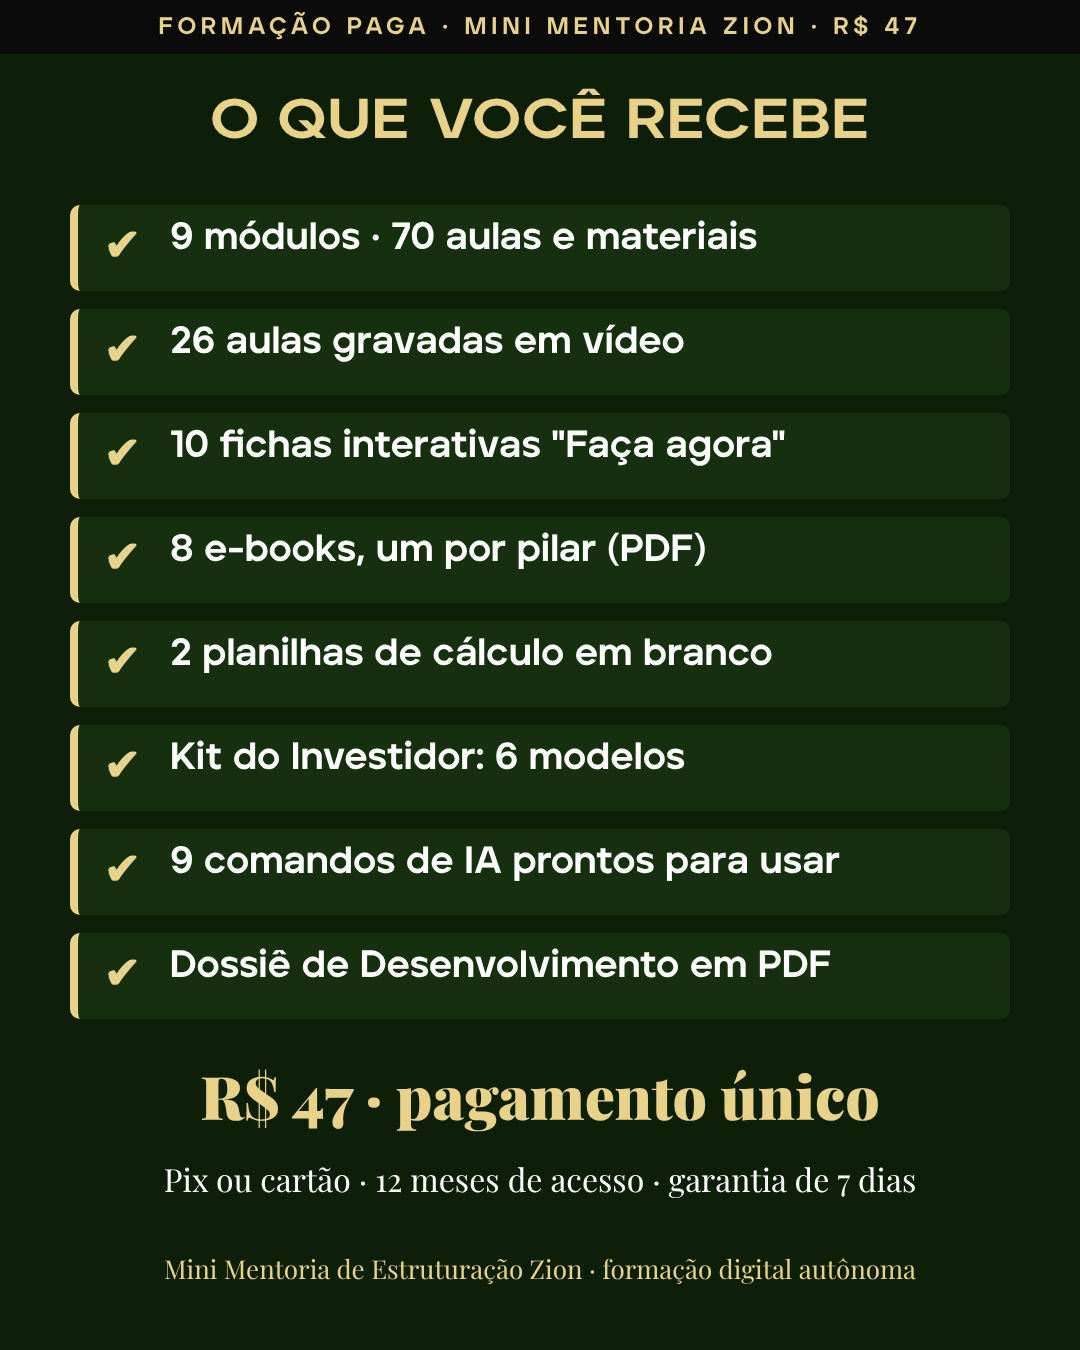 FORMAÇÃO PAGA · MINI MENTORIA ZION · R$ 47
O QUE VOCÊ RECEBE
✔ 9 módulos · 70 aulas e materiais
✔ 26 aulas gravadas em vídeo
✔ 10 fichas interativas "Faça agora"
✔ 8 e-books, um por pilar (PDF)
✔ 2 planilhas de cálculo em branco
✔ Kit do Investidor: 6 modelos
✔ 9 comandos de IA prontos para usar
✔ Dossiê de Desenvolvimento em PDF
R$ 47 · pagamento único
Pix ou cartão · 12 meses de acesso · garantia de 7 dias
Mini Mentoria de Estruturação Zion · formação digital autônoma